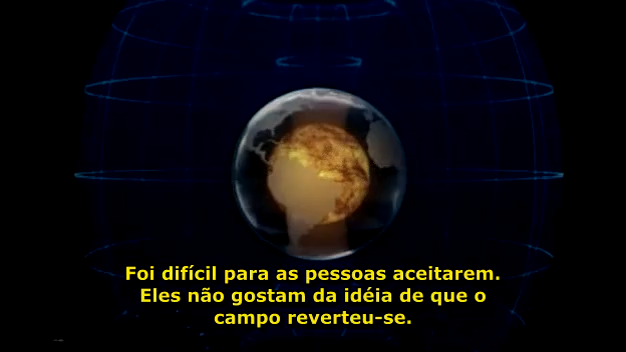 Foi difícil para as pessoas aceitarem.
Eles não gostam da idéia de que o
campo reverteu-se.